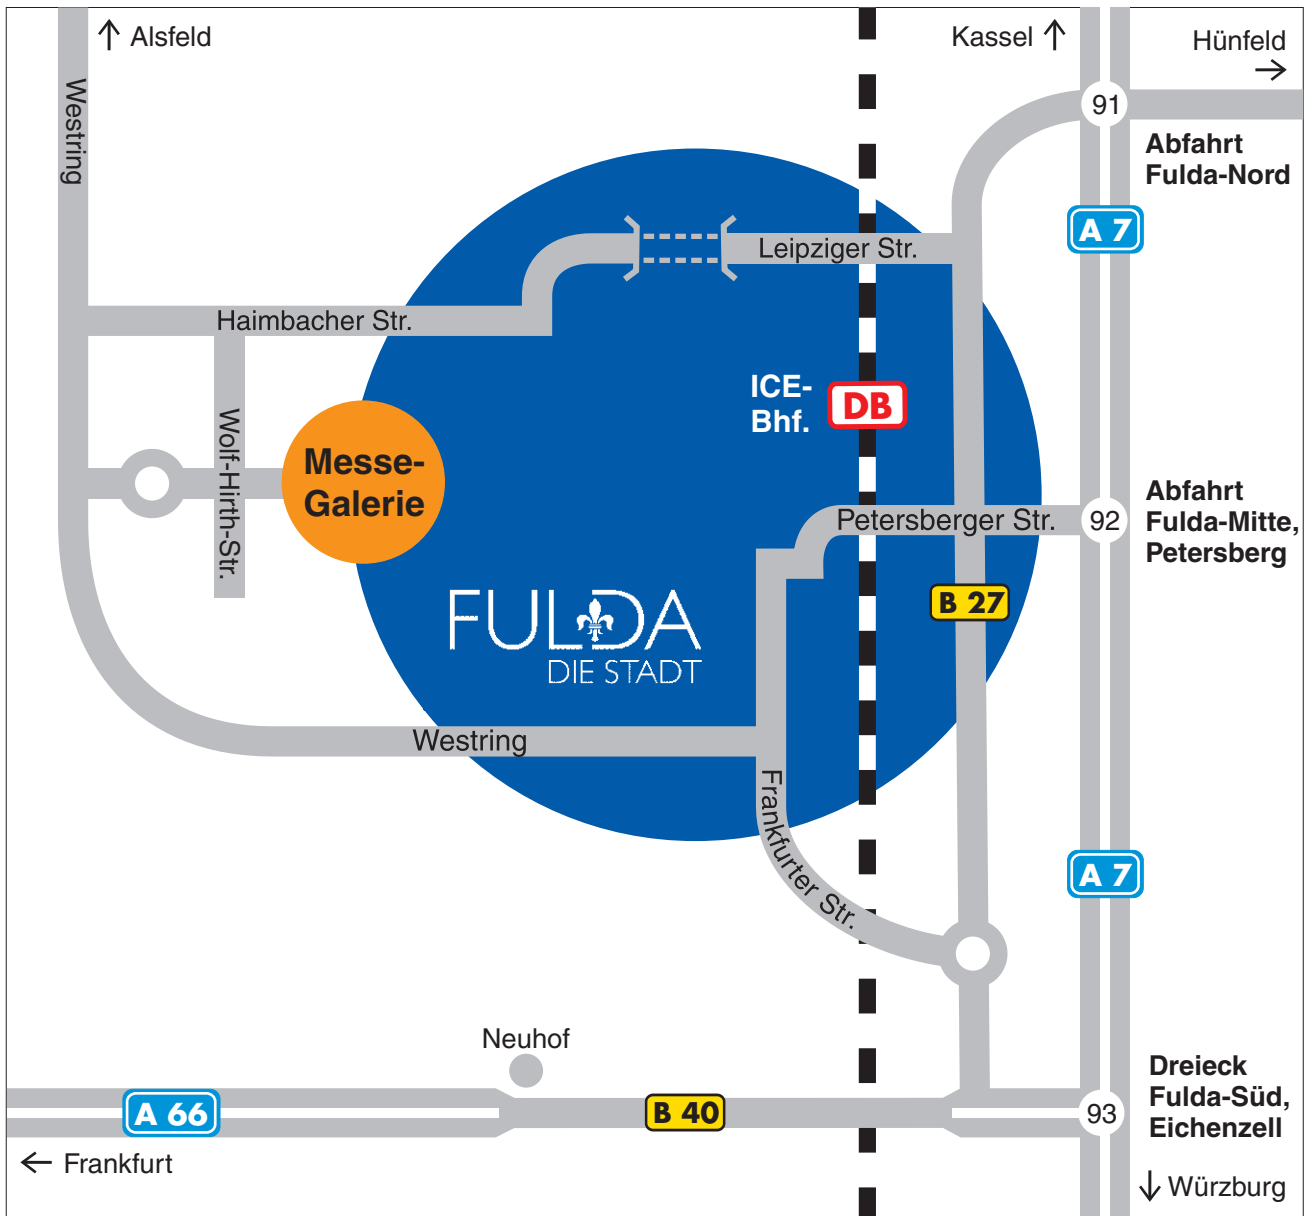 Alsfeld
Kassel
Hünfeld
Westring
91
Abfahrt
Fulda-Nord
A 7
Leipziger Str.
Haimbacher Str.
ICE-
Bhf.
DB
Wolf-Hirth-Str.
Messe-
Galerie
Petersberger Str.
92
Abfahrt
Fulda-Mitte,
Petersberg
B 27
FULDA
DIE STADT
Westring
Frankfurter Str.
A 7
Neuhof
A 66
B 40
93
Dreieck
Fulda-Süd,
Eichenzell
Frankfurt
Würzburg